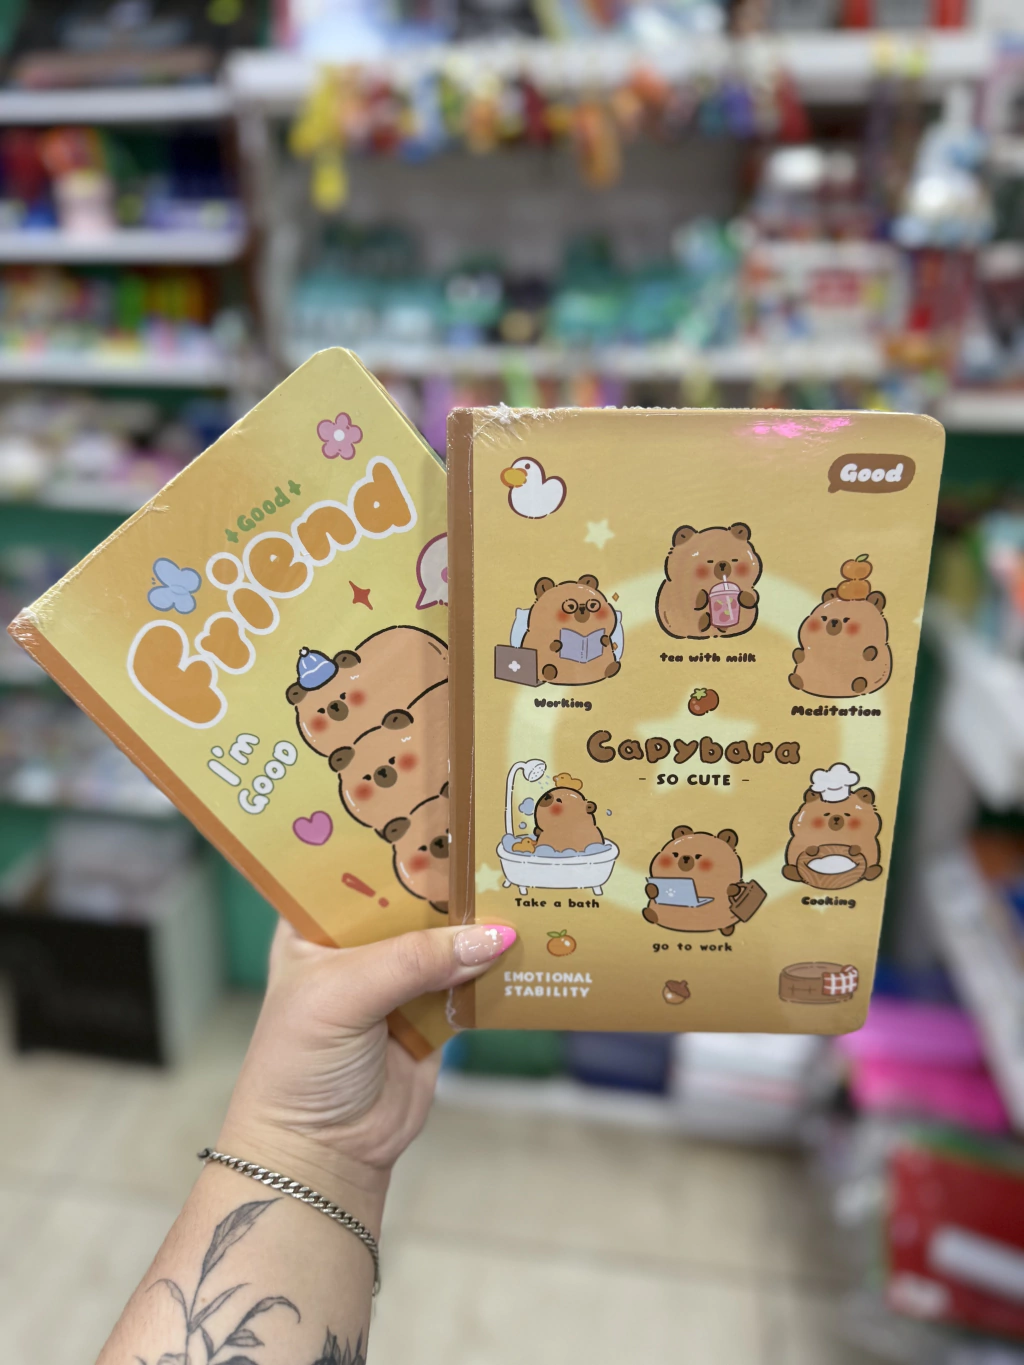 +Good+
Friend
I'm
GOOD
Good
tea with milk
Working
Meditation
Capybara
- SO CUTE -
Take a bath
Cooking
go to work
EMOTIONAL
STABILITY